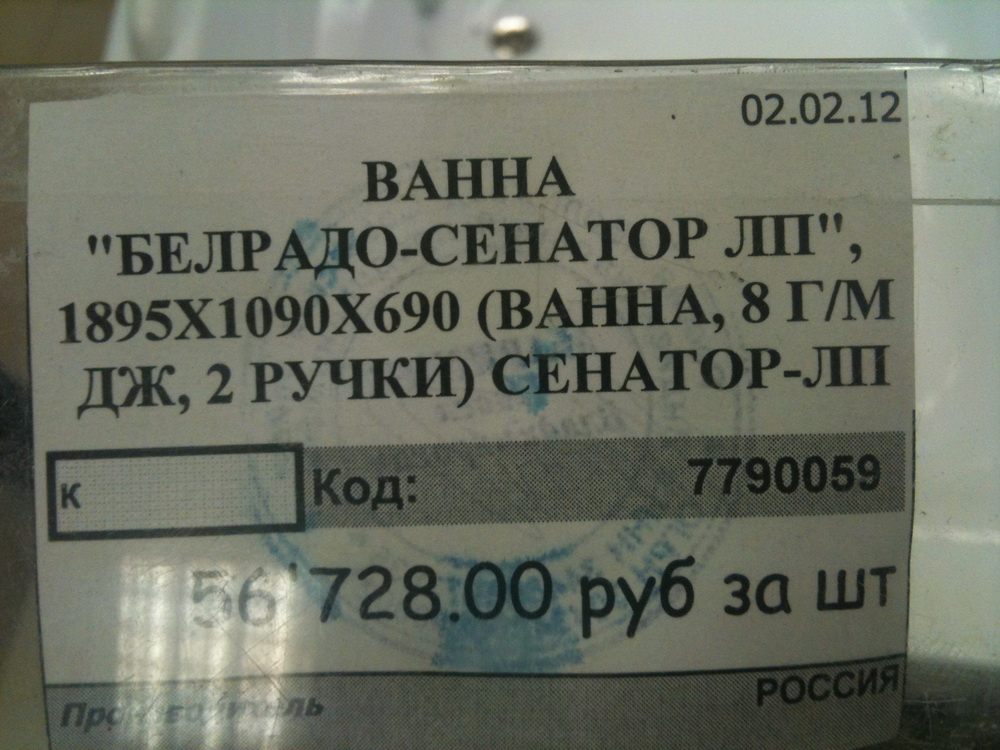 02.02.12
ВАННА
"БЕЛРАДО-СЕНАТОР ЛП",
1895Х1090Х690 (ВАННА, 8 Г/М
ДЖ, 2 РУЧКИ) СЕНАТОР-ЛП
К
Код: 7790059
56'728.00 руб за шт
РОССИЯ
Производитель